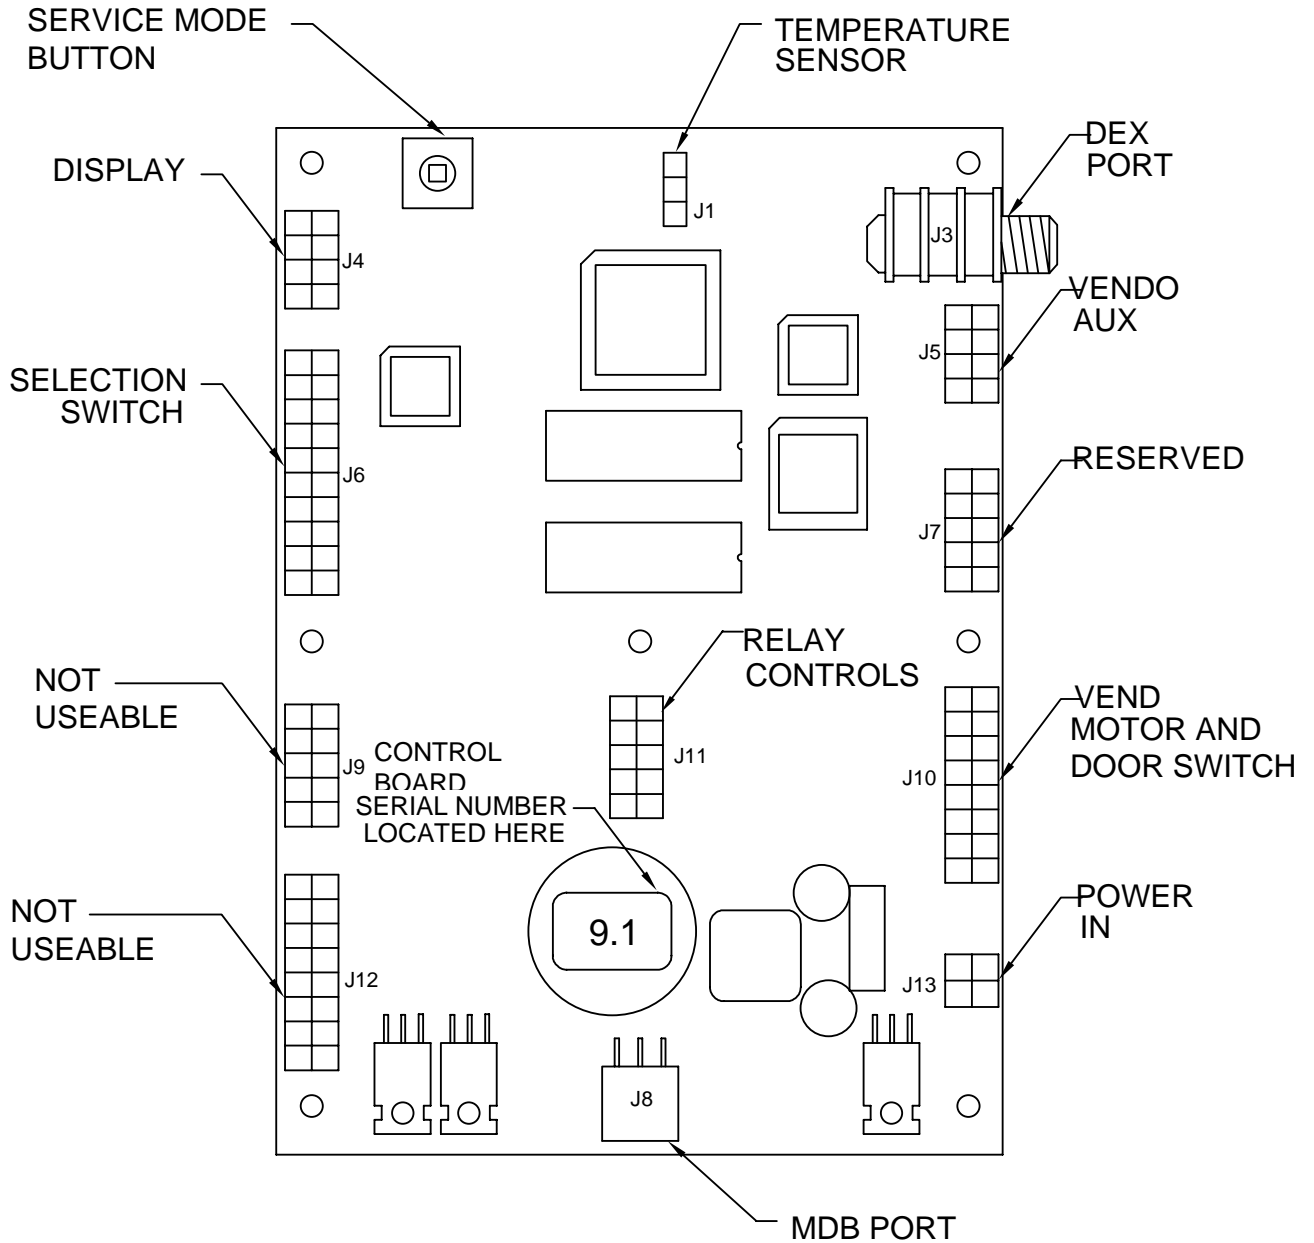 SERVICE MODE
BUTTON
TEMPERATURE
SENSOR
DEX
PORT
DISPLAY
J1
J3
J4
VENDO
AUX
J5
SELECTION
SWITCH
J6
RESERVED
J7
RELAY
CONTROLS
NOT
USEABLE
VEND
MOTOR AND
DOOR SWITCH
J9
CONTROL
BOARD
SERIAL NUMBER
LOCATED HERE
J11
J10
NOT
USEABLE
9.1
POWER
IN
J12
J13
J8
MDB PORT